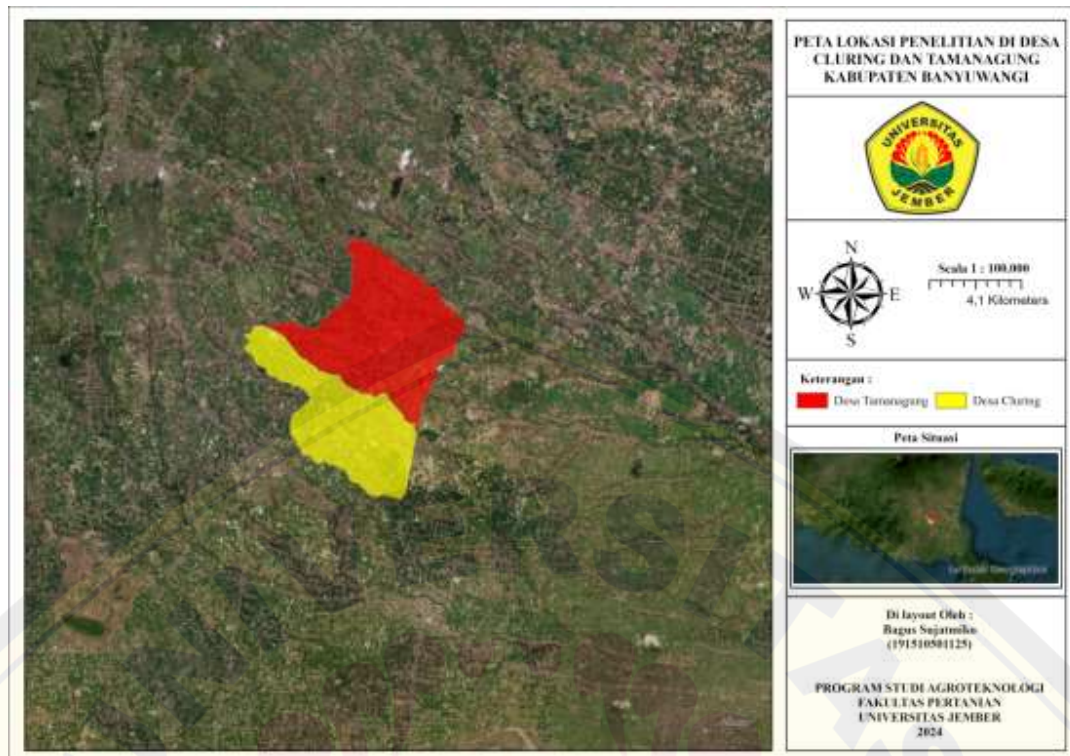 PETA LOKASI PENELITIAN DI DESA
CLURING DAN TAMANAGUNG
KABUPATEN BANYUWANGI
UNIVERSITAS
JEMBER
N
W E
S
Scala 1 : 100,000
4,1 Kilometers
Keterangan :
Desa Tamanagung Desa Cluring
Peta Situasi
Earthstar Geographics
Di layout Oleh :
Bagus Sujatmiko
(191510501125)
PROGRAM STUDI AGROTEKNOLOGI
FAKULTAS PERTANIAN
UNIVERSITAS JEMBER
2024